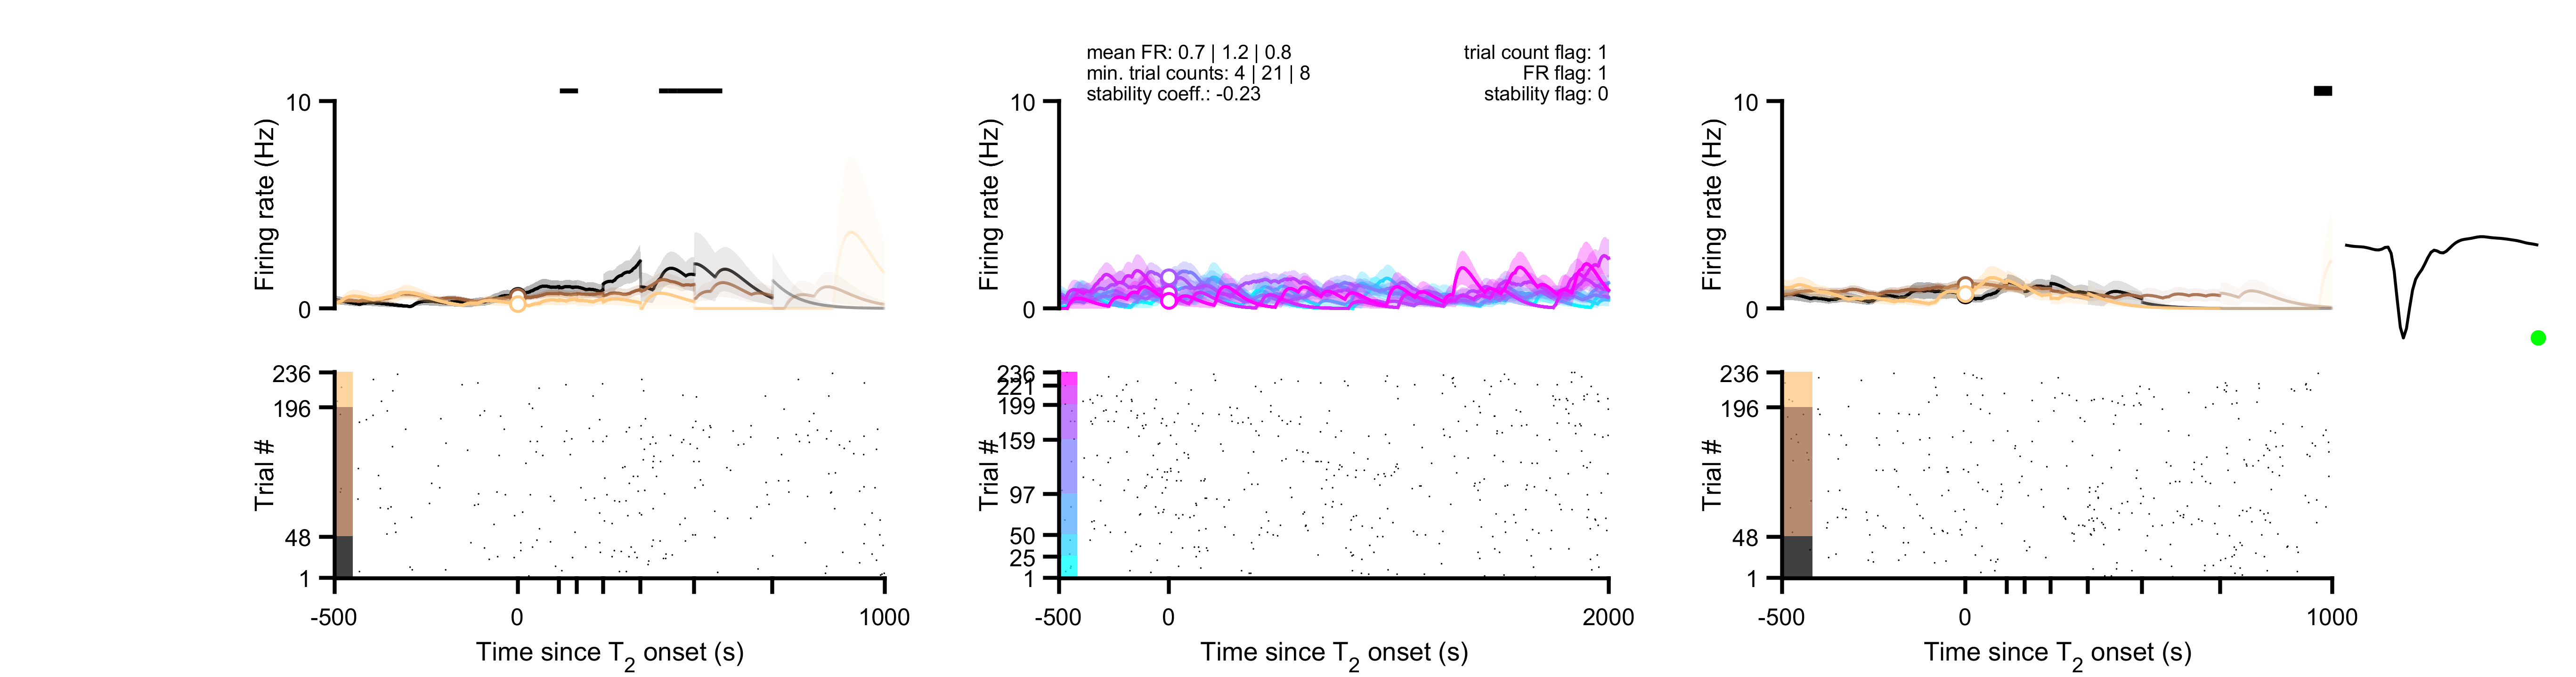 mean FR: 0.7 | 1.2 | 0.8
min. trial counts: 4 | 21 | 8
stability coeff.: -0.23
trial count flag: 1
FR flag: 1
stability flag: 0
10
0
Firing rate (Hz)
236
196
48
1
Trial #
-500
0
1000
Time since T2 onset (s)
10
0
Firing rate (Hz)
236
221
199
159
97
50
25
1
Trial #
-500
0
2000
Time since T2 onset (s)
10
0
Firing rate (Hz)
236
196
48
1
Trial #
-500
0
1000
Time since T2 onset (s)